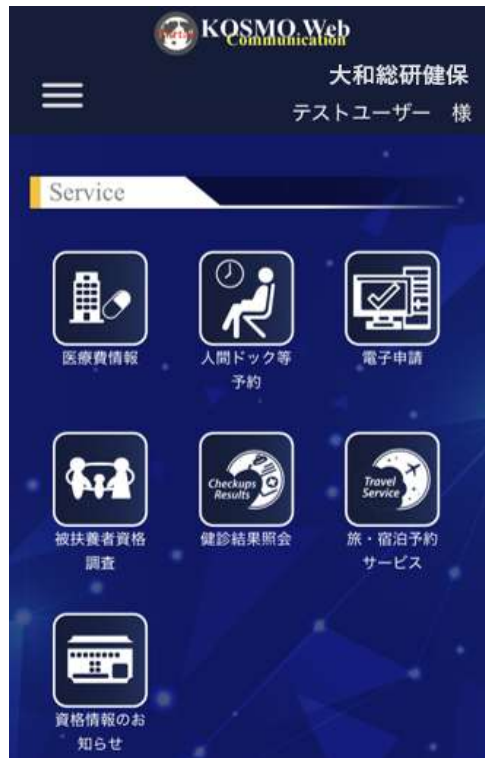 Portal KOSMO Web
Communication
大和総研健保
テストユーザー 様
Service
医療費情報
人間ドック等
予約
電子申請
被扶養者資格
調査
Checkups
Results
健診結果照会
Travel
Service
旅・宿泊予約
サービス
資格情報のお
知らせ